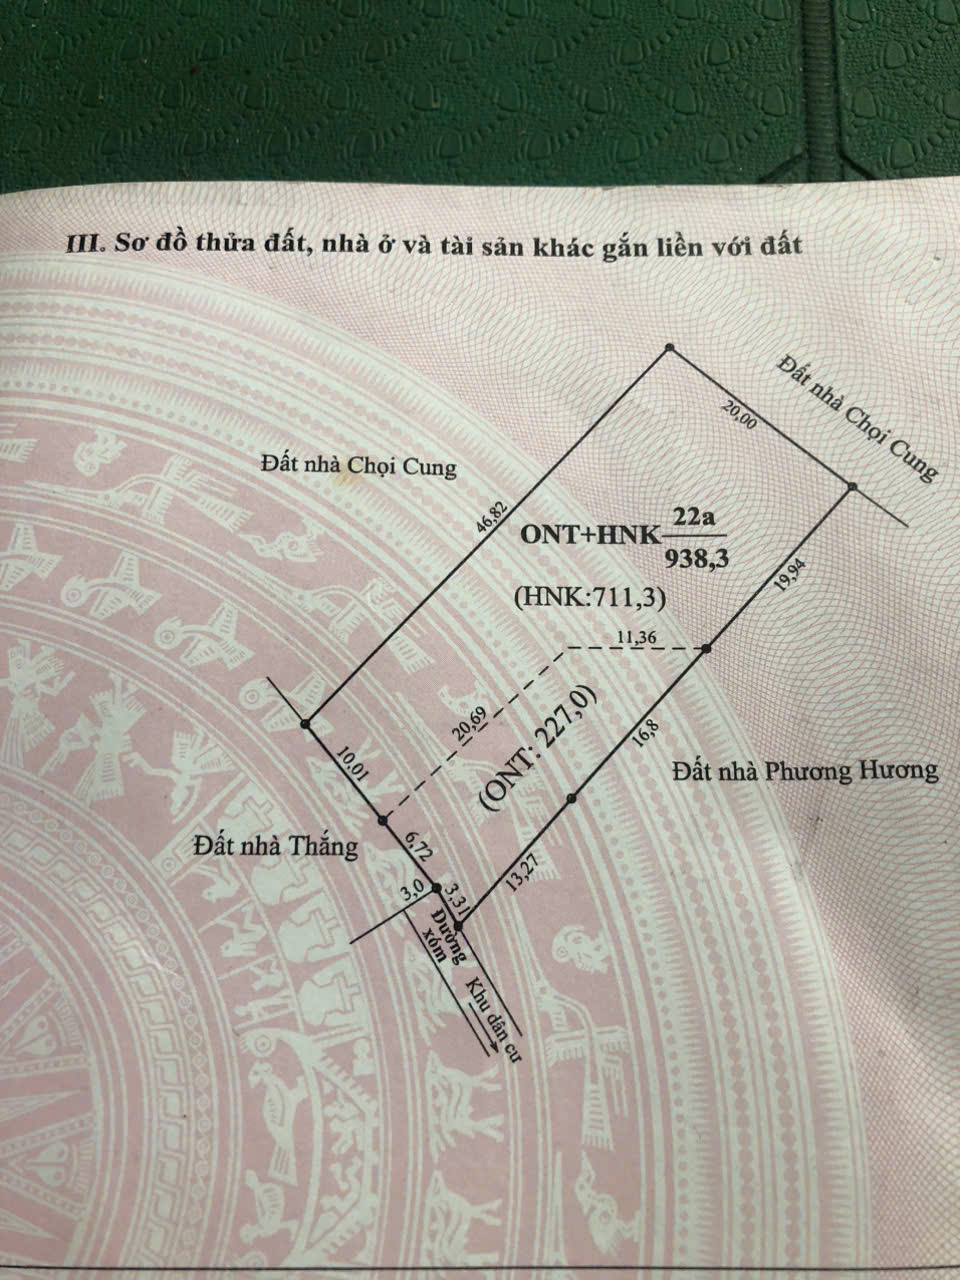 III. Sơ đồ thửa đất, nhà ở và tài sản khác gắn liền với đất
Đất nhà Chọi Cung
20,00
Đất nhà Chọi Cung
46,82
ONT+HNK 22a
938,3
19,94
(HNK:711,3)
11,36
20,69
(ONT: 227,0)
16,8
10,01
Đất nhà Phương Hương
Đất nhà Thắng
6,72
13,27
3,0
3,31
Đường
xóm
Khu dân cư